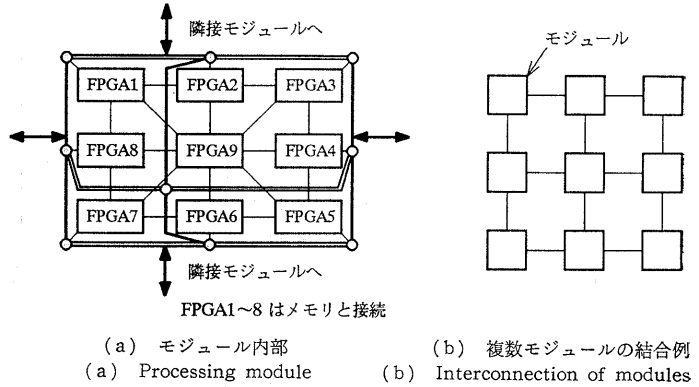 隣接モジュールへ
モジュール
FPGA1 FPGA2 FPGA3
FPGA8 FPGA9 FPGA4
FPGA7 FPGA6 FPGA5
隣接モジュールへ
FPGA1～8 はメモリと接続
(a) モジュール内部
(a) Processing module
(b) 複数モジュールの結合例
(b) Interconnection of modules